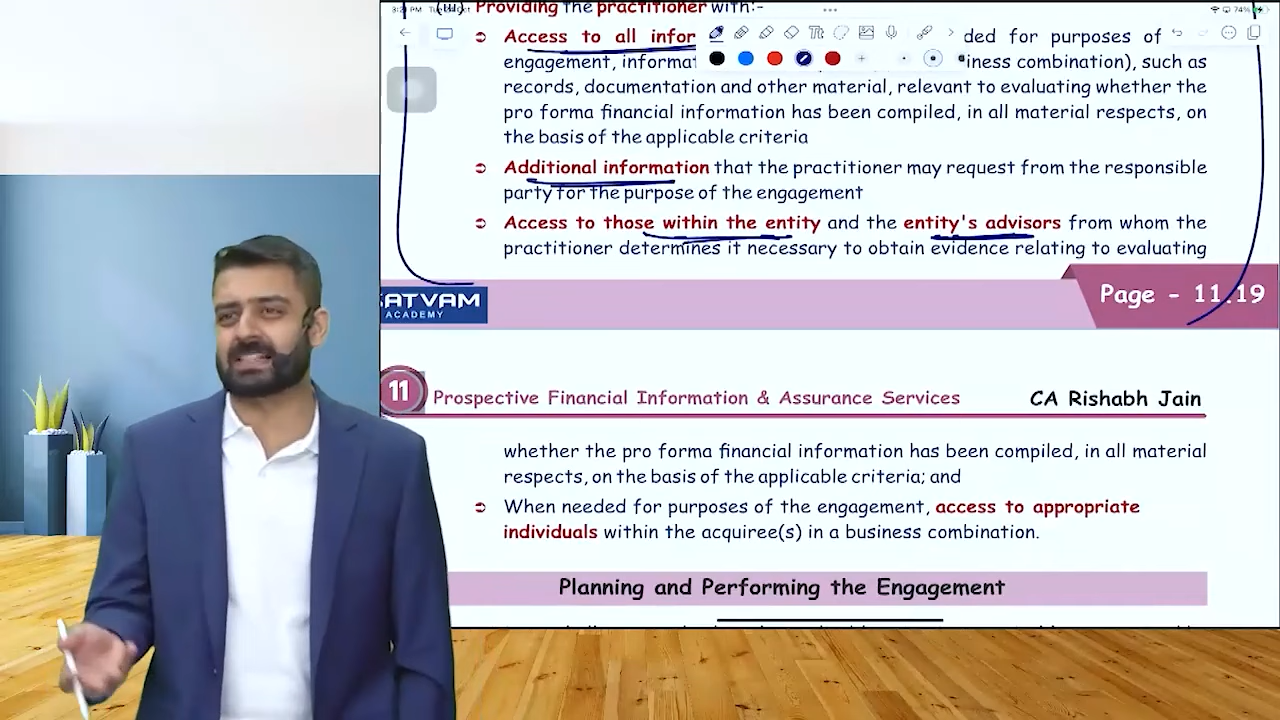 Providing the practitioner with:-
Access to all infor ded for purposes of
engagement, informat iness combination), such as
records, documentation and other material, relevant to evaluating whether the
pro forma financial information has been compiled, in all material respects, on
the basis of the applicable criteria
Additional information that the practitioner may request from the responsible
party for the purpose of the engagement
Access to those within the entity and the entity's advisors from whom the
practitioner determines it necessary to obtain evidence relating to evaluating
SATVAM
ACADEMY
Page - 11.19
11 Prospective Financial Information & Assurance Services CA Rishabh Jain
whether the pro forma financial information has been compiled, in all material
respects, on the basis of the applicable criteria; and
When needed for purposes of the engagement, access to appropriate
individuals within the acquiree(s) in a business combination.
Planning and Performing the Engagement